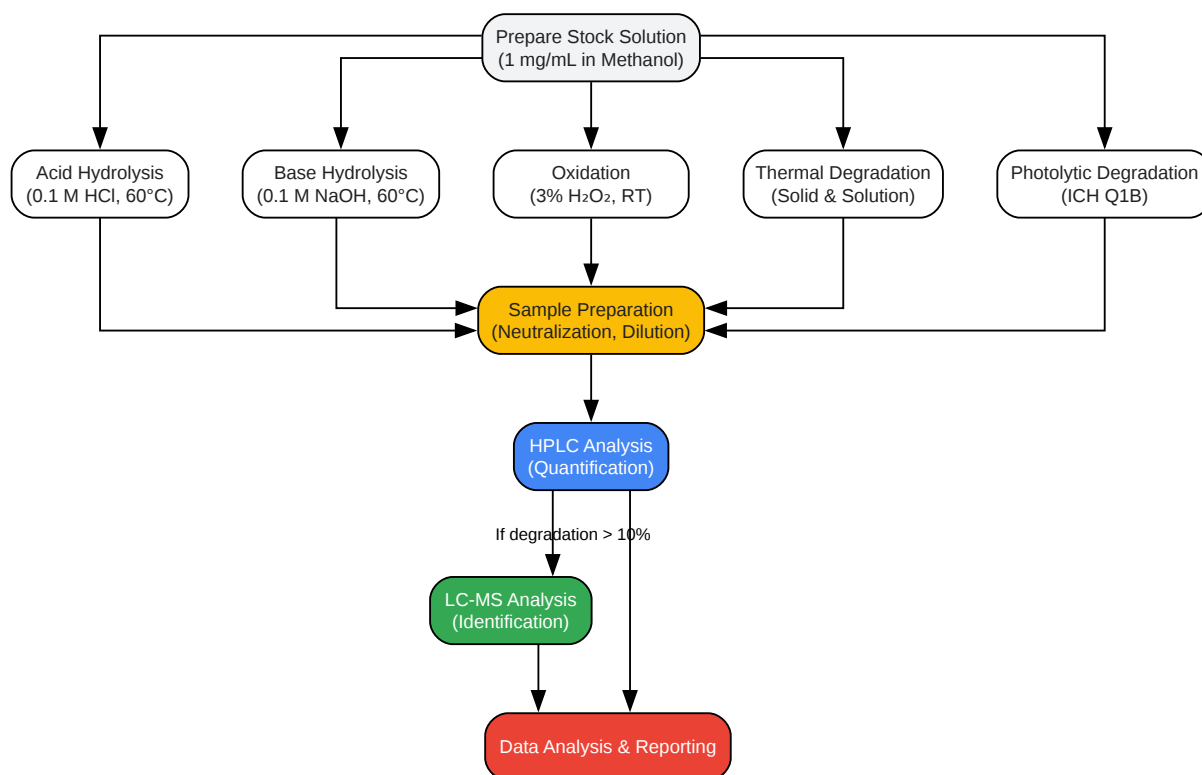 Prepare Stock Solution
(1 mg/mL in Methanol)
Acid Hydrolysis
(0.1 M HCl, 60°C)
Base Hydrolysis
(0.1 M NaOH, 60°C)
Oxidation
(3% H₂O₂, RT)
Thermal Degradation
(Solid & Solution)
Photolytic Degradation
(ICH Q1B)
Sample Preparation
(Neutralization, Dilution)
HPLC Analysis
(Quantification)
If degradation > 10%
LC-MS Analysis
(Identification)
Data Analysis & Reporting